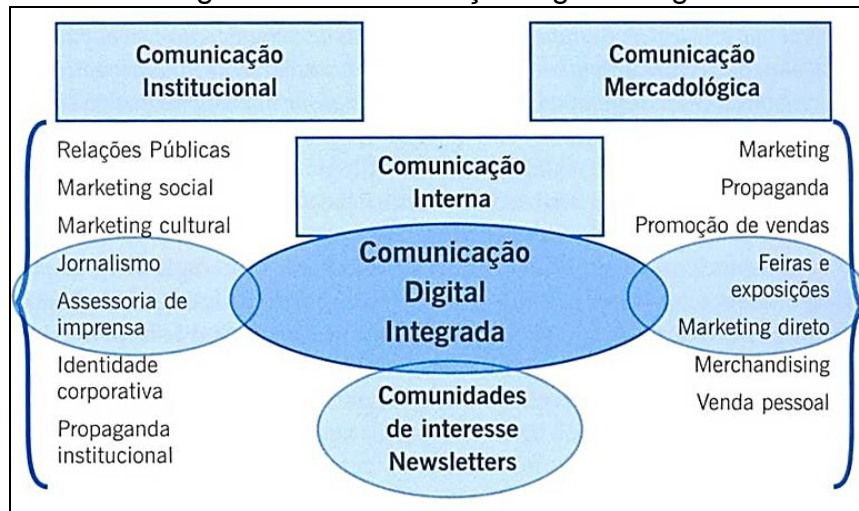 Comunicação
Institucional
Relações Públicas
Marketing social
Marketing cultural
Jornalismo
Assessoria de
imprensa
Identidade
corporativa
Propaganda
institucional
Comunicação
Interna
Comunicação
Digital
Integrada
Comunidades
de interesse
Newsletters
Comunicação
Mercadológica
Marketing
Propaganda
Promoção de vendas
Feiras e
exposições
Marketing direto
Merchandising
Venda pessoal